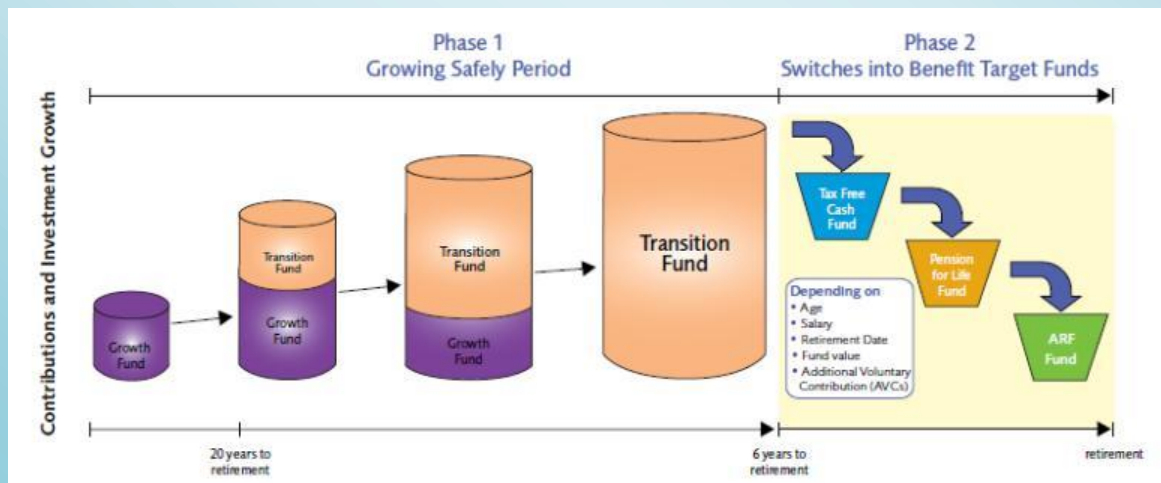 Phase 1
Growing Safely Period
Phase 2
Switches into Benefit Target Funds
Contributions and Investment Growth
Growth
Fund
Transition
Fund
Growth
Fund
Transition
Fund
Growth
Fund
Transition
Fund
Tax Free
Cash
Fund
Pension
for Life
Fund
ARF
Fund
Depending on
• Age
• Salary
• Retirement Date
• Fund value
• Additional Voluntary
Contribution (AVCs)
20 years to
retirement
6 years to
retirement
retirement